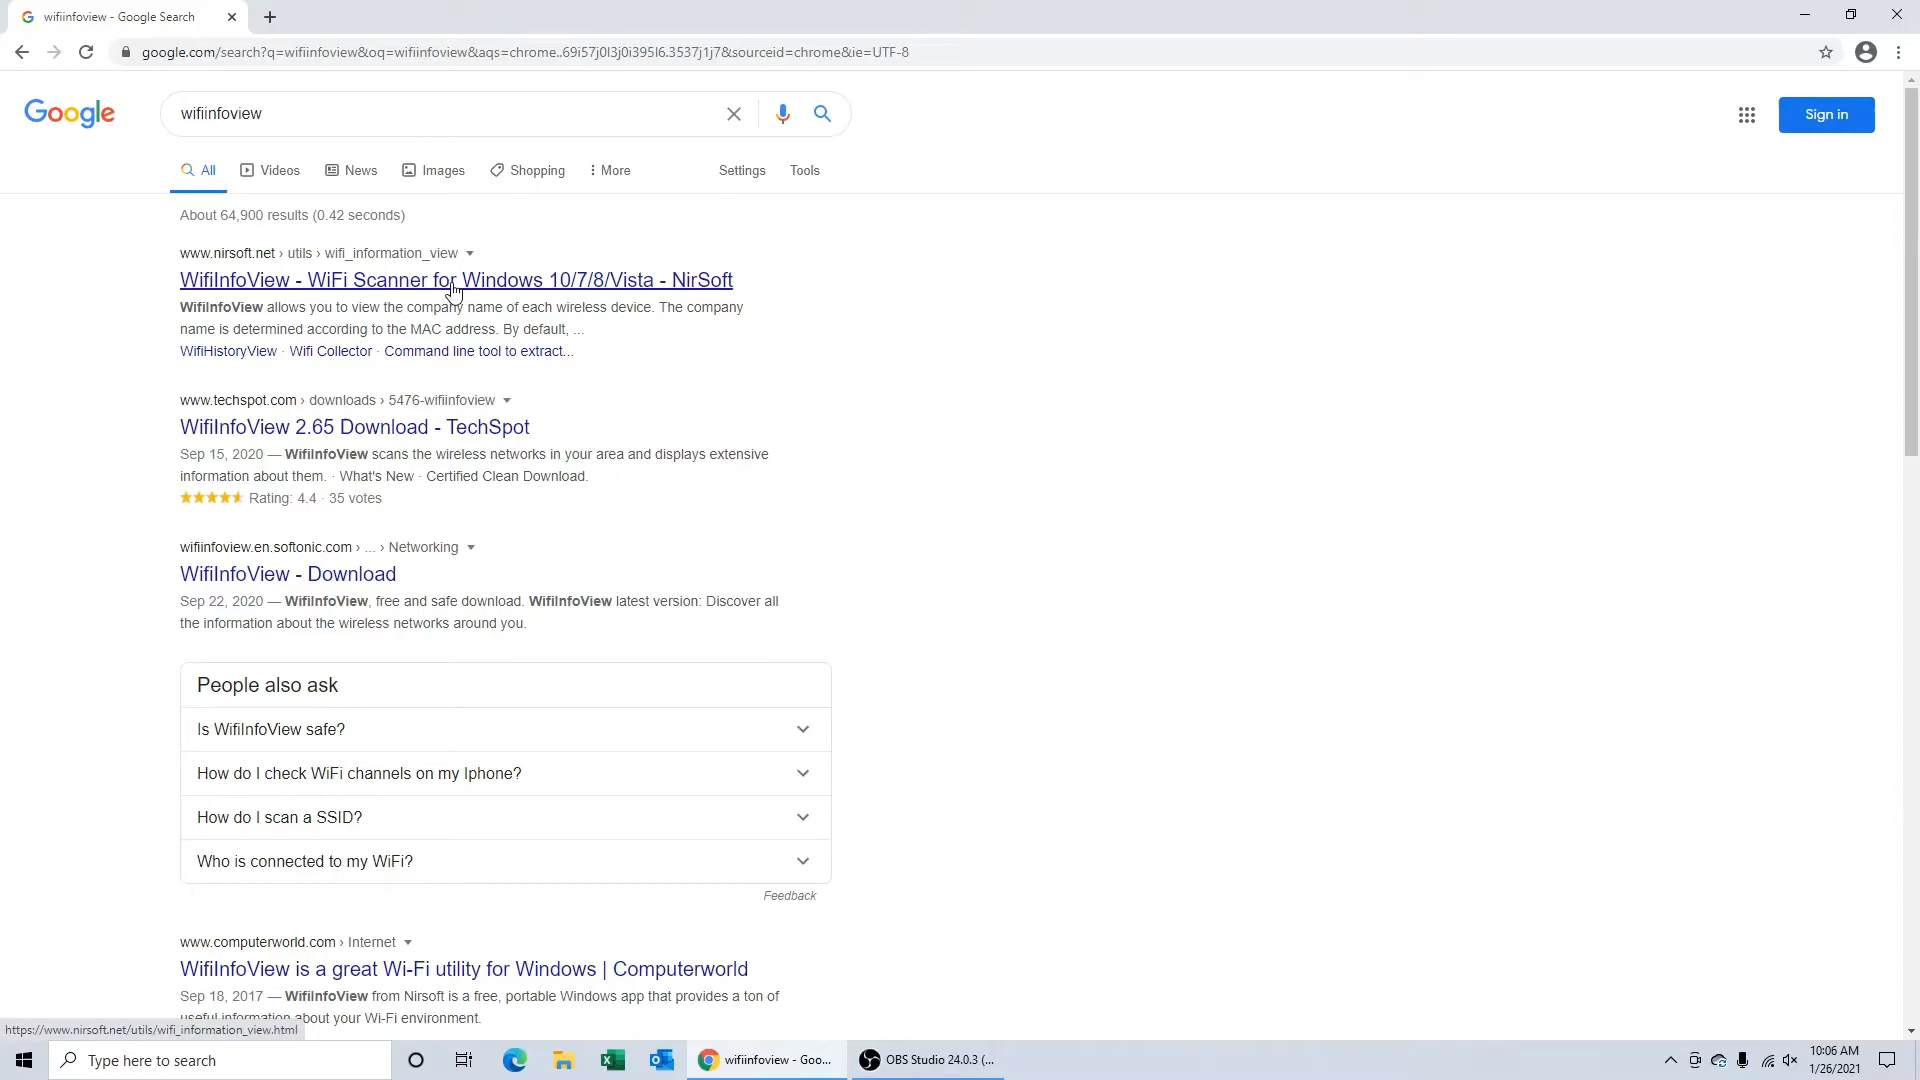 wifiinfoview - Google Search
google.com/search?q=wifiinfoview&oq=wifiinfoview&aqs=chrome..69i57j0l3j0i395l6.3537j1j7&sourceid=chrome&ie=UTF-8
Google
wifiinfoview
Sign in
All Videos News Images Shopping More Settings Tools
About 64,900 results (0.42 seconds)
www.nirsoft.net › utils › wifi_information_view
WifiInfoView - WiFi Scanner for Windows 10/7/8/Vista - NirSoft
WifiInfoView allows you to view the company name of each wireless device. The company
name is determined according to the MAC address. By default, ...
WifiHistoryView · Wifi Collector · Command line tool to extract...
www.techspot.com › downloads › 5476-wifiinfoview
WifiInfoView 2.65 Download - TechSpot
Sep 15, 2020 — WifiInfoView scans the wireless networks in your area and displays extensive
information about them. · What's New · Certified Clean Download.
Rating: 4.4 · 35 votes
wifiinfoview.en.softonic.com › ... › Networking
WifiInfoView - Download
Sep 22, 2020 — WifiInfoView, free and safe download. WifiInfoView latest version: Discover all
the information about the wireless networks around you.
People also ask
Is WifiInfoView safe?
How do I check WiFi channels on my Iphone?
How do I scan a SSID?
Who is connected to my WiFi?
Feedback
www.computerworld.com › Internet
WifiInfoView is a great Wi-Fi utility for Windows | Computerworld
Sep 18, 2017 — WifiInfoView from Nirsoft is a free, portable Windows app that provides a ton of
useful information about your Wi-Fi environment.
https://www.nirsoft.net/utils/wifi_information_view.html
Type here to search
wifiinfoview - Goo...
OBS Studio 24.0.3 (...
10:06 AM
1/26/2021